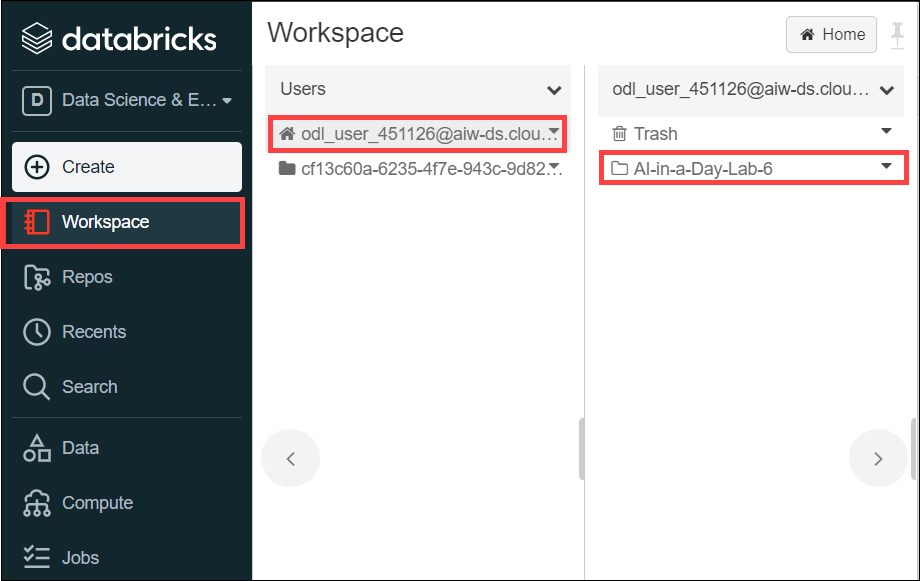 databricks
D Data Science & E...
Create
Workspace
Repos
Recents
Search
Data
Compute
Jobs
Workspace
Home
Users
odl_user_451126@aiw-ds.clou...
cf13c60a-6235-4f7e-943c-9d82...
odl_user_451126@aiw-ds.clou...
Trash
AI-in-a-Day-Lab-6